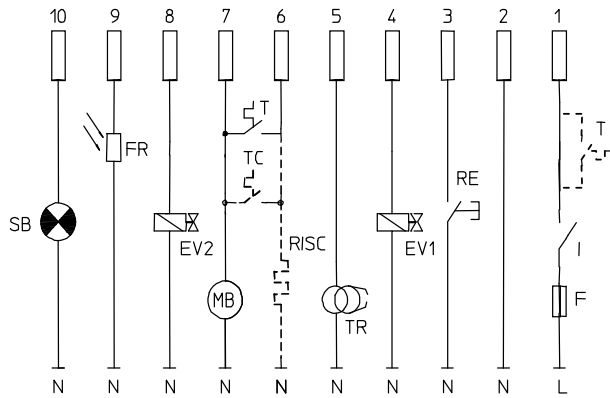 10 9 8 7 6 5 4 3 2 1
T
T
FR
TC
RE
SB
EV2
RISC
EV1
I
MB
TR
F
N N N N N N N N N L